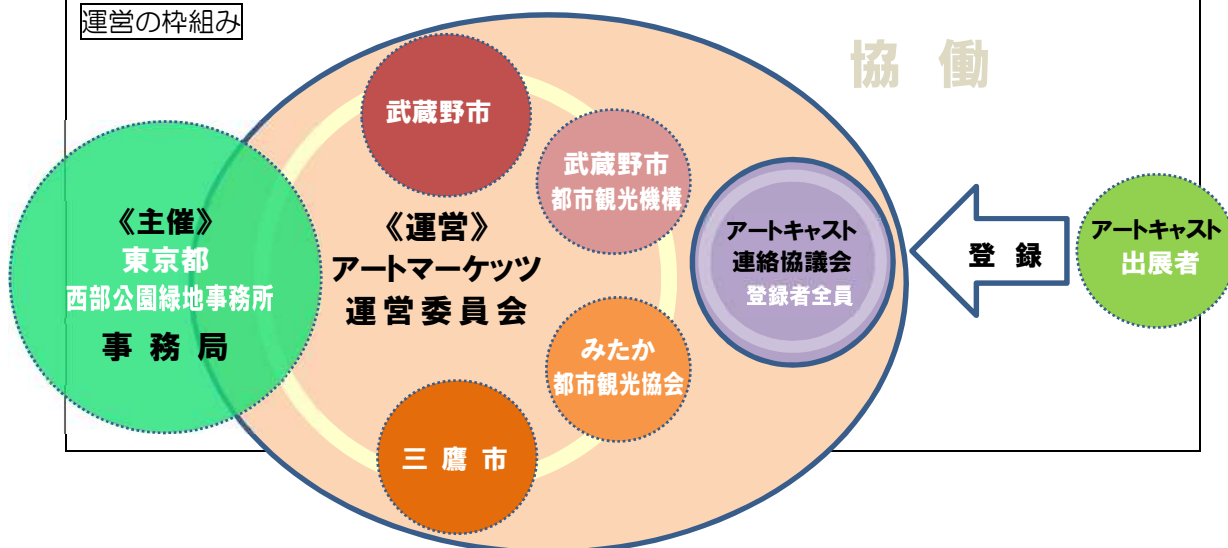 運営の枠組み
協 働
《主催》
東京都
西部公園緑地事務所
事 務 局
武蔵野市
武蔵野市
都市観光機構
《運営》
アートマーケッツ
運営委員会
みたか
都市観光協会
三 鷹 市
アートキャスト
連絡協議会
登録者全員
登 録
アートキャスト
出展者